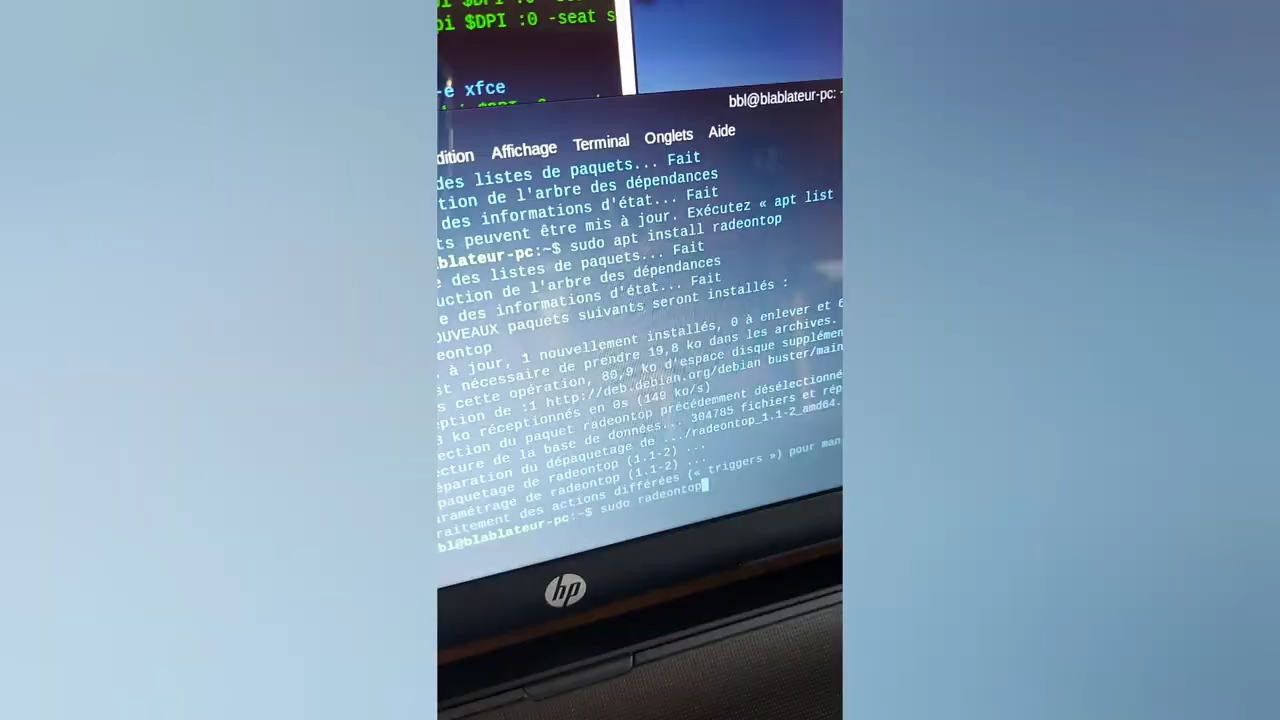 pi $DPI :0 -seat s
-e xfce
bbl@blablateur-pc: -
dition Affichage Terminal Onglets Aide
des listes de paquets... Fait
tion de l'arbre des dépendances
des informations d'état... Fait
ts peuvent être mis à jour. Exécutez « apt list
blateur-pc:~$ sudo apt install radeontop
e des listes de paquets... Fait
uction de l'arbre des dépendances
e des informations d'état... Fait
OUVEAUX paquets suivants seront installés :
eontop
à jour, 1 nouvellement installés, 0 à enlever et 6
st nécessaire de prendre 19,8 ko dans les archives.
s cette opération, 80,9 ko d'espace disque supplémen
eption de :1 http://deb.debian.org/debian buster/main
8 ko réceptionnés en 0s (149 ko/s)
ection du paquet radeontop précédemment désélectionné
ecture de la base de données... 304785 fichiers et rép
éparation du dépaquetage de .../radeontop_1.1-2_amd64.
paquetage de radeontop (1.1-2) ...
ramétrage de radeontop (1.1-2) ...
raitement des actions différées (« triggers ») pour man
bl@blablateur-pc:~$ sudo radeontop
hp